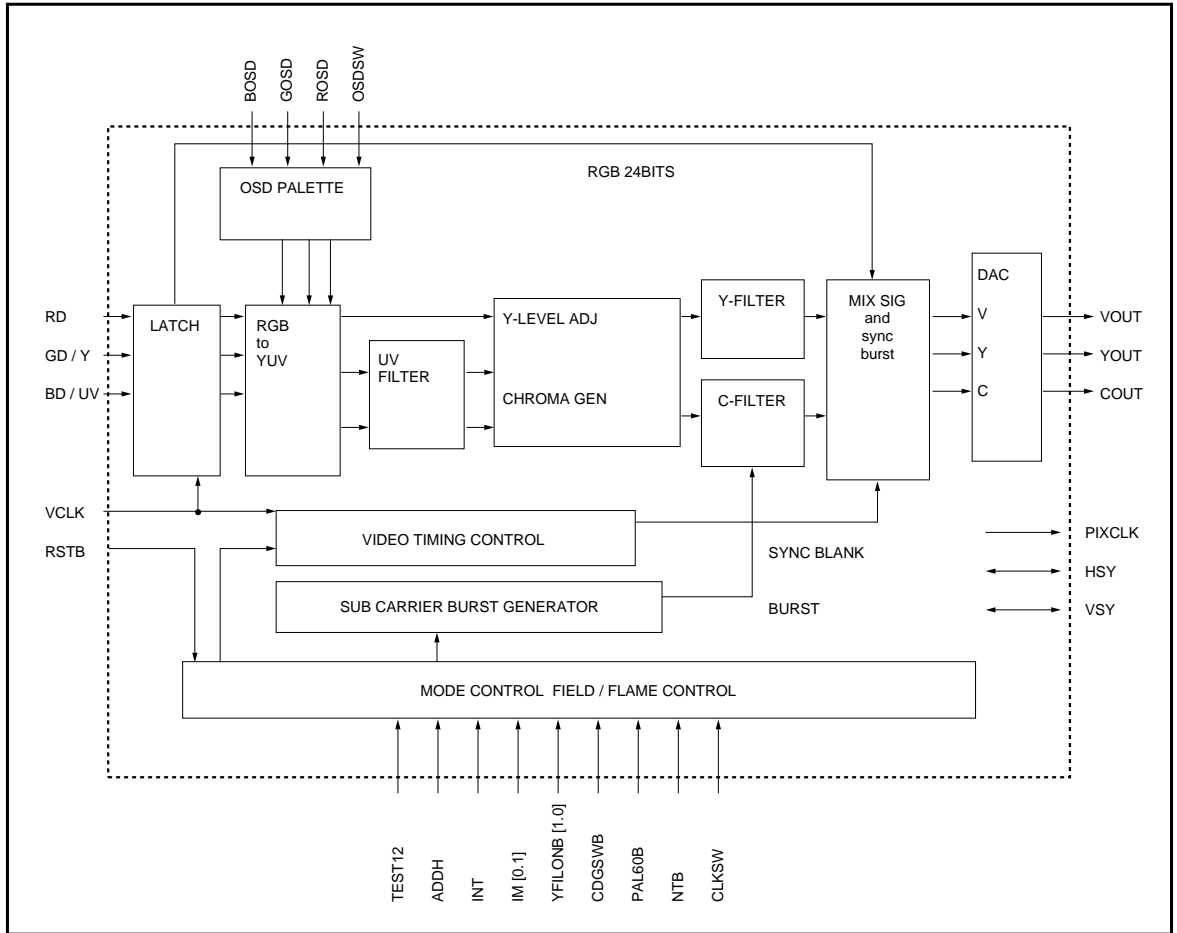 BOSD
GOSD
ROSD
OSDSW
OSD PALETTE
RGB 24BITS
RD
GD / Y
BD / UV
LATCH
RGB
to
YUV
UV
FILTER
Y-LEVEL ADJ
CHROMA GEN
Y-FILTER
C-FILTER
MIX SIG
and
sync
burst
DAC
V
Y
C
VOUT
YOUT
COUT
VCLK
RSTB
VIDEO TIMING CONTROL
SYNC BLANK
SUB CARRIER BURST GENERATOR
BURST
PIXCLK
HSY
VSY
MODE CONTROL  FIELD / FLAME CONTROL
TEST12
ADDH
INT
IM [0.1]
YFILONB [1.0]
CDGSWB
PAL60B
NTB
CLKSW